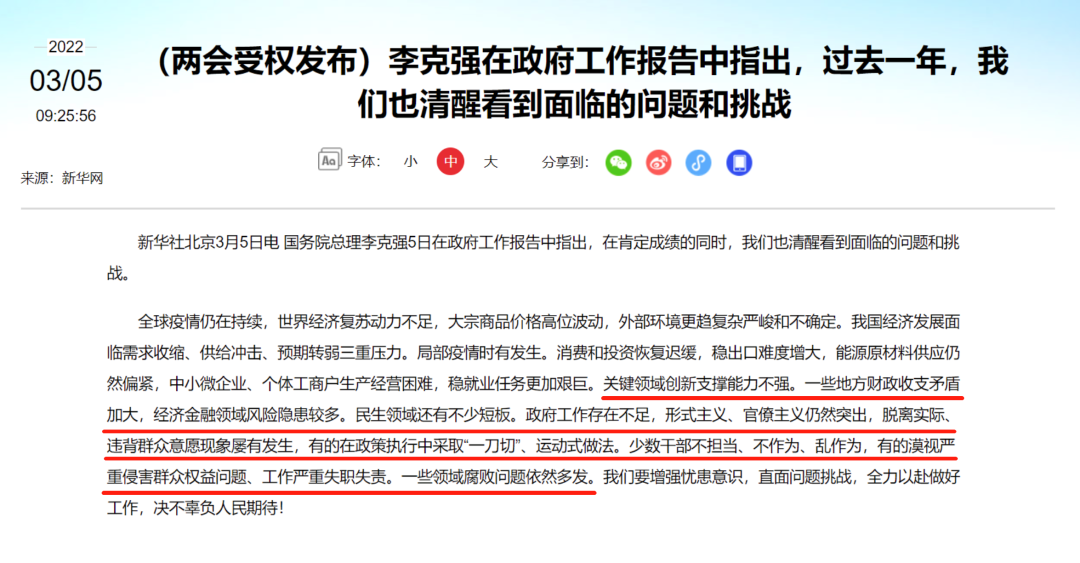 2022
03/05
09:25:56
（两会受权发布）李克强在政府工作报告中指出，过去一年，我
们也清醒看到面临的问题和挑战
Aa 字体： 小 中 大 分享到：
来源：新华网
新华社北京3月5日电 国务院总理李克强5日在政府工作报告中指出，在肯定成绩的同时，我们也清醒看到面临的问题和挑
战。
全球疫情仍在持续，世界经济复苏动力不足，大宗商品价格高位波动，外部环境更趋复杂严峻和不确定。我国经济发展面
临需求收缩、供给冲击、预期转弱三重压力。局部疫情时有发生。消费和投资恢复迟缓，稳出口难度增大，能源原材料供应仍
然偏紧，中小微企业、个体工商户生产经营困难，稳就业任务更加艰巨。关键领域创新支撑能力不强。一些地方财政收支矛盾
加大，经济金融领域风险隐患较多。民生领域还有不少短板。政府工作存在不足，形式主义、官僚主义仍然突出，脱离实际、
违背群众意愿现象屡有发生，有的在政策执行中采取“一刀切”、运动式做法。少数干部不担当、不作为、乱作为，有的漠视严
重侵害群众权益问题、工作严重失职失责。一些领域腐败问题依然多发。我们要增强忧患意识，直面问题挑战，全力以赴做好
工作，决不辜负人民期待！